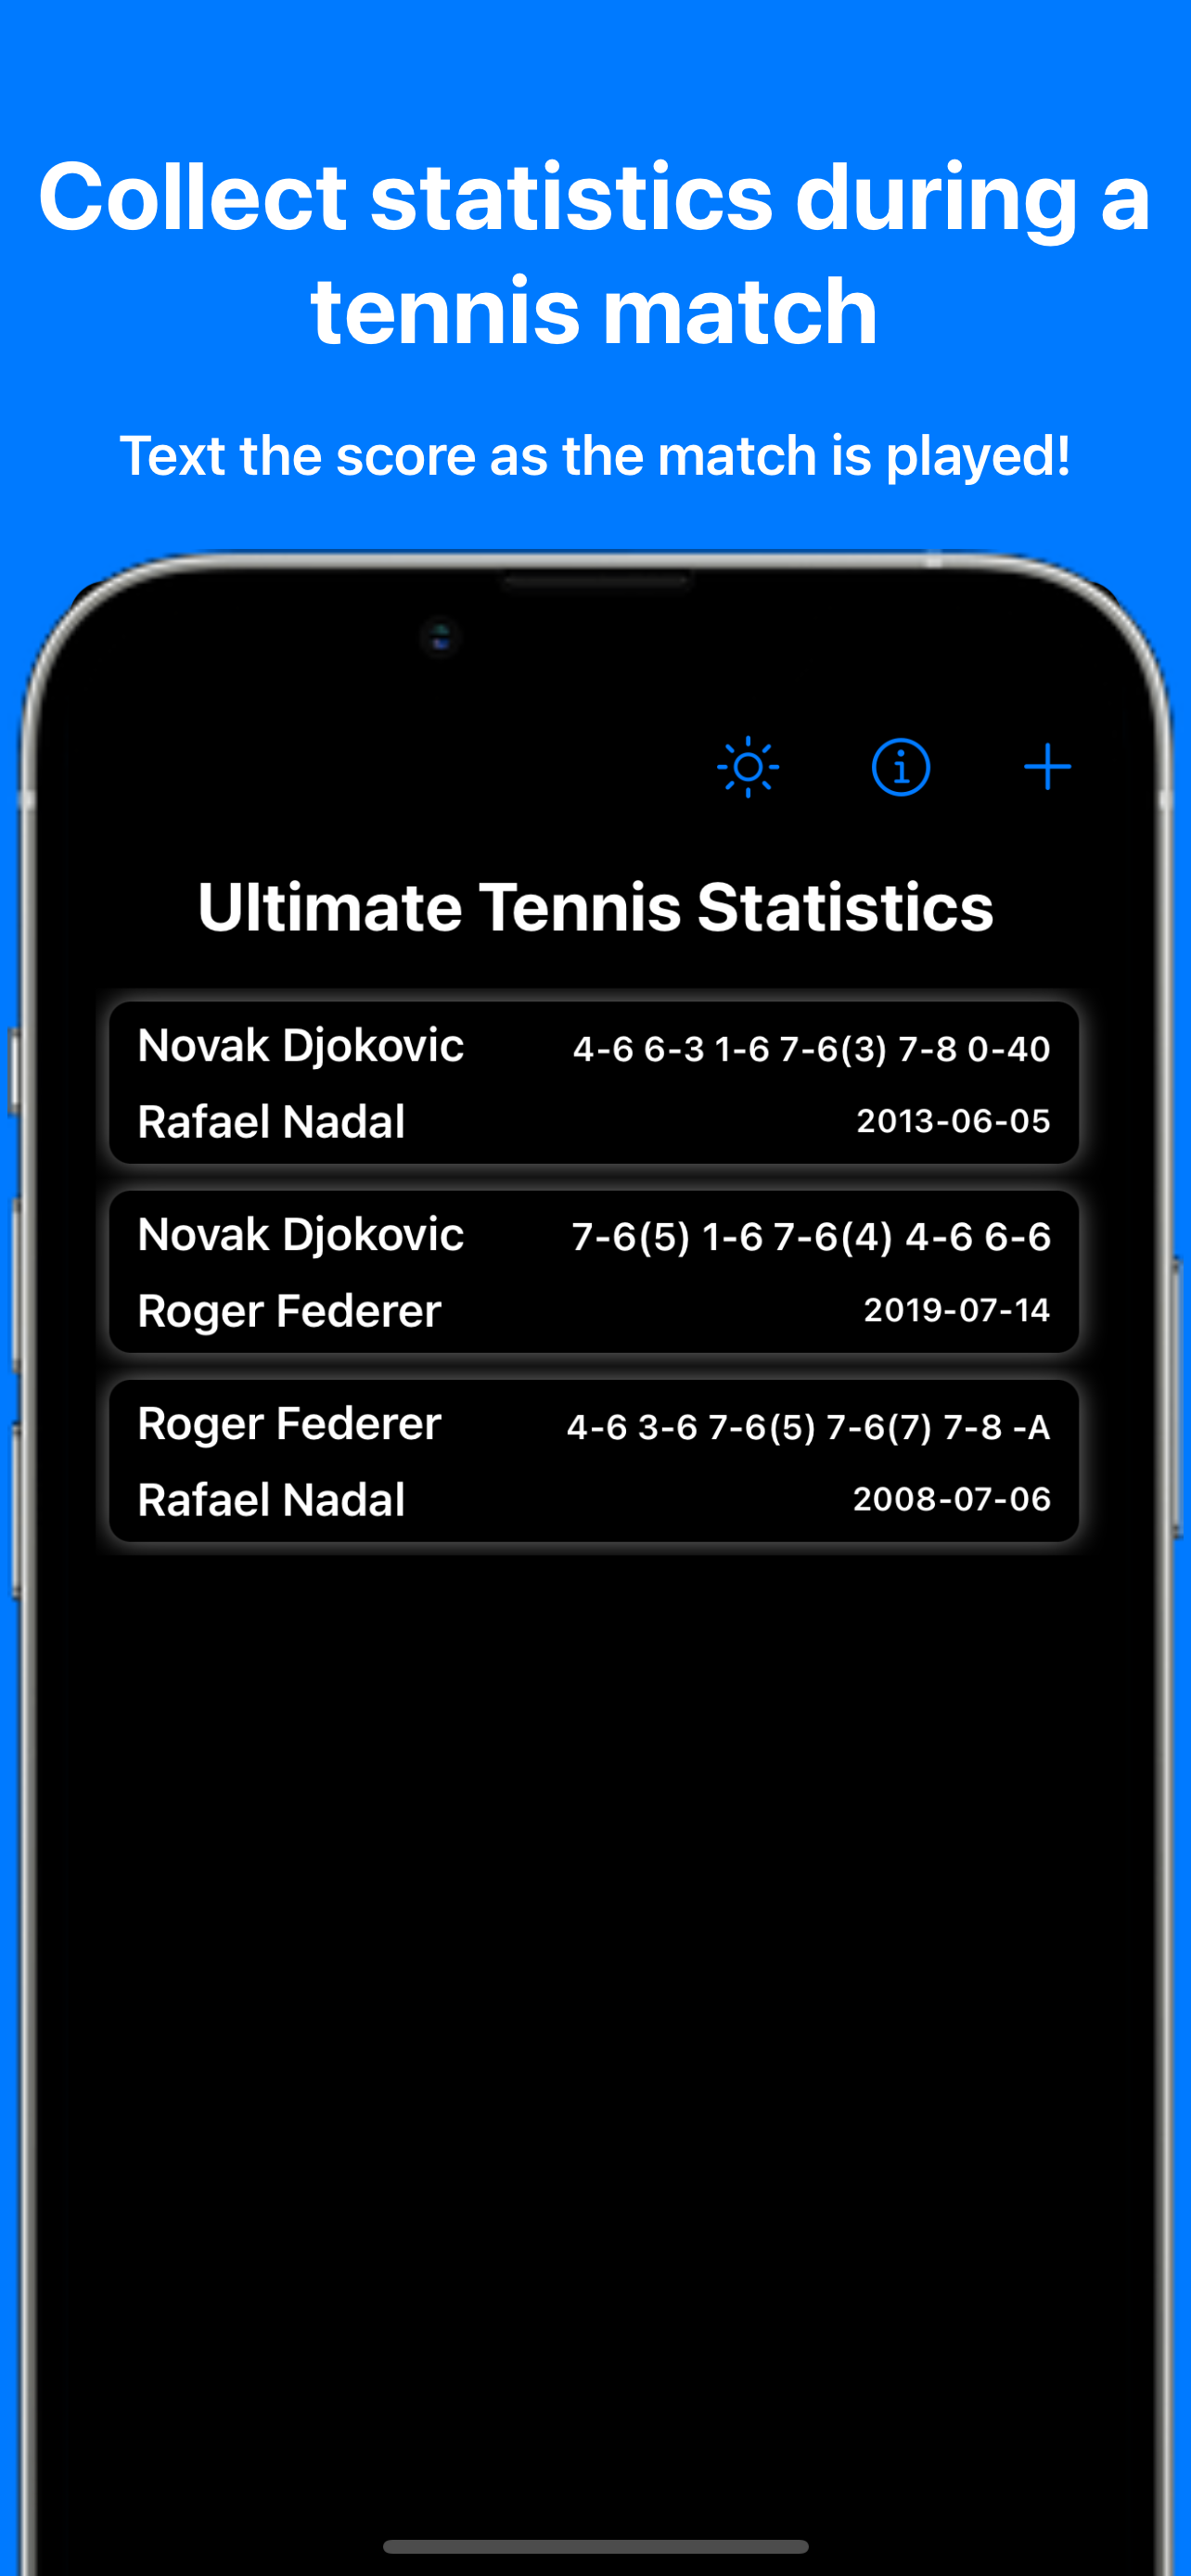 Collect statistics during a
tennis match
Text the score as the match is played!
Ultimate Tennis Statistics
Novak Djokovic 4-6 6-3 1-6 7-6(3) 7-8 0-40
Rafael Nadal 2013-06-05
Novak Djokovic 7-6(5) 1-6 7-6(4) 4-6 6-6
Roger Federer 2019-07-14
Roger Federer 4-6 3-6 7-6(5) 7-6(7) 7-8 -A
Rafael Nadal 2008-07-06